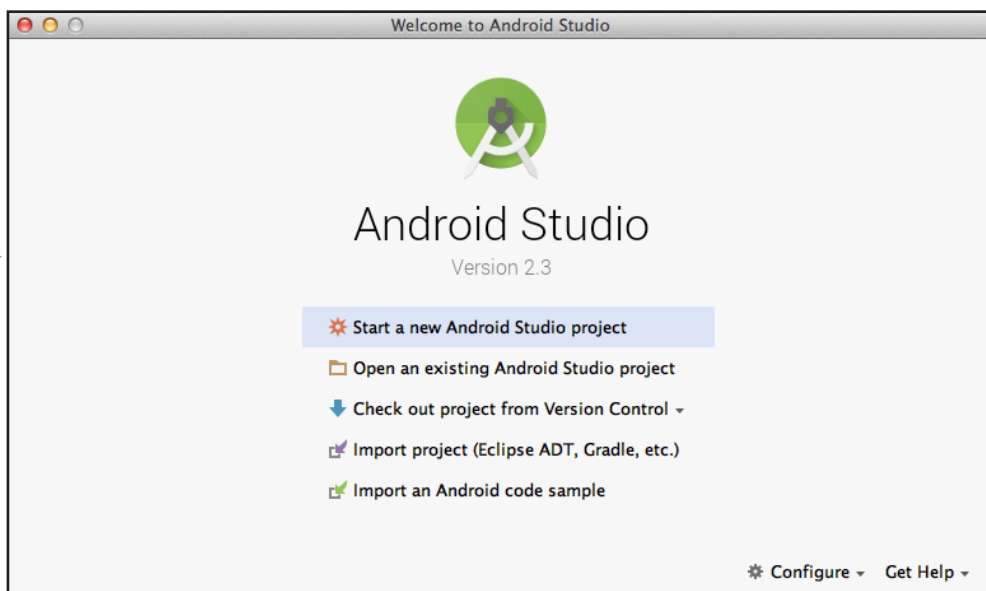 Welcome to Android Studio
Android Studio
Version 2.3
Start a new Android Studio project
Open an existing Android Studio project
Check out project from Version Control
Import project (Eclipse ADT, Gradle, etc.)
Import an Android code sample
Configure Get Help